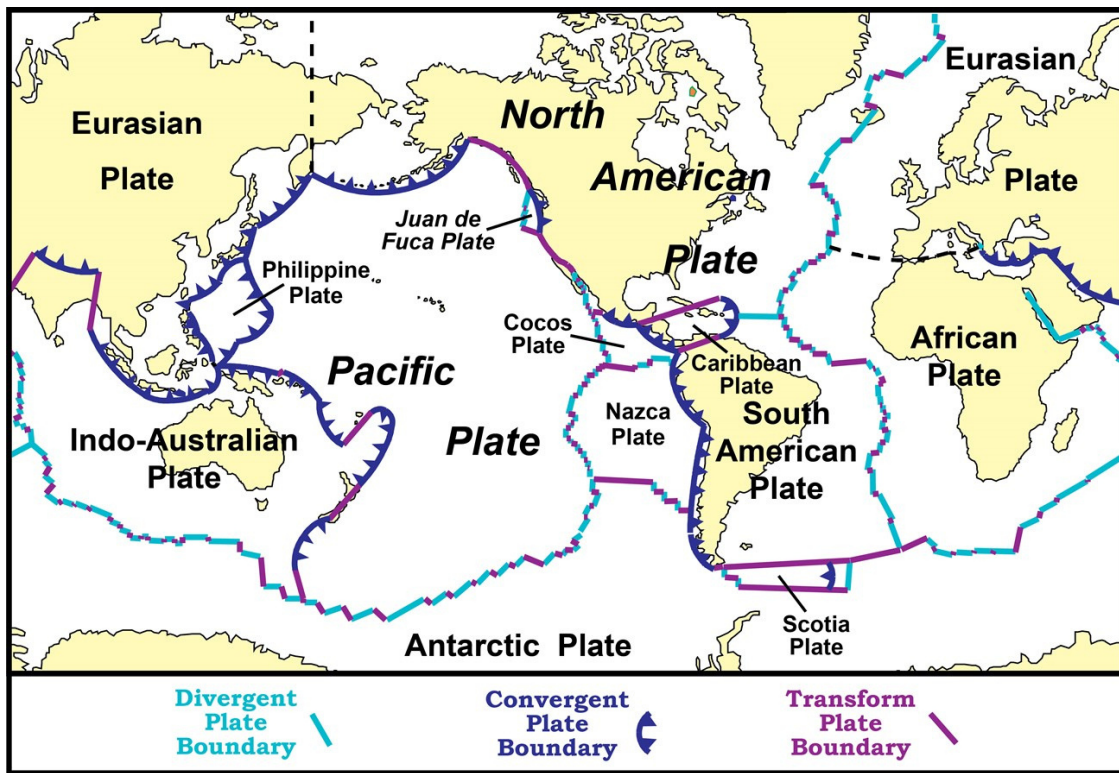 Eurasian
Plate
North
American
Plate
Eurasian
Plate
Juan de
Fuca Plate
Philippine
Plate
Cocos
Plate
Caribbean
Plate
African
Plate
Pacific
Plate
Nazca
Plate
South
American
Plate
Indo-Australian
Plate
Scotia
Plate
Antarctic Plate
Divergent
Plate
Boundary
Convergent
Plate
Boundary
Transform
Plate
Boundary